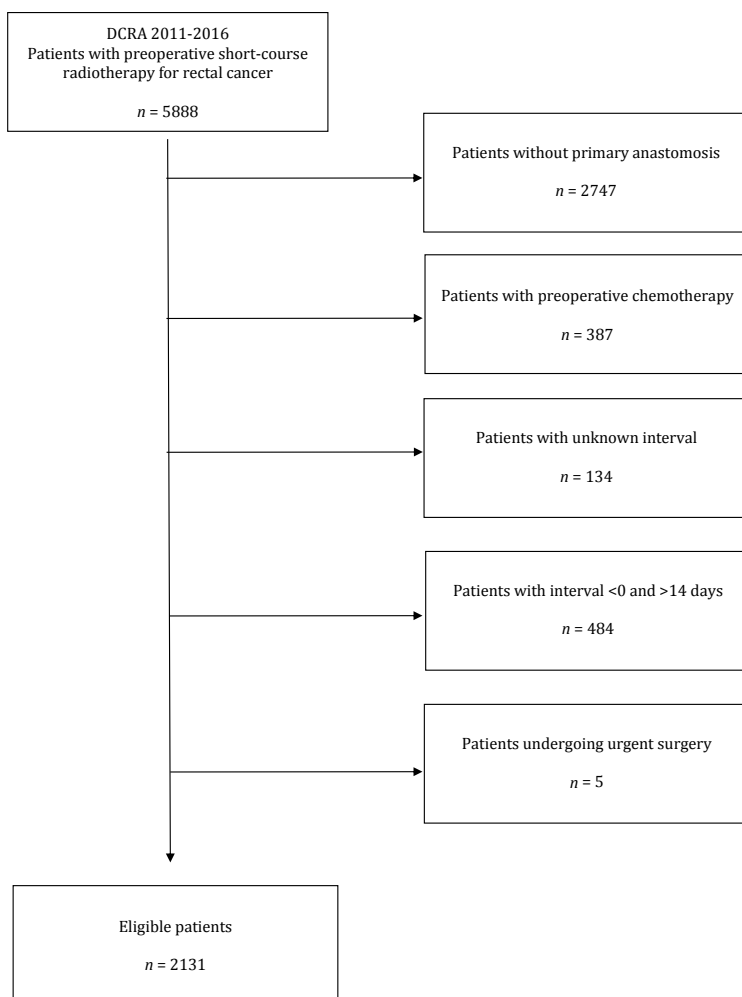 DCRA 2011-2016
Patients with preoperative short-course
radiotherapy for rectal cancer
n = 5888
Patients without primary anastomosis
n = 2747
Patients with preoperative chemotherapy
n = 387
Patients with unknown interval
n = 134
Patients with interval <0 and >14 days
n = 484
Patients undergoing urgent surgery
n = 5
Eligible patients
n = 2131